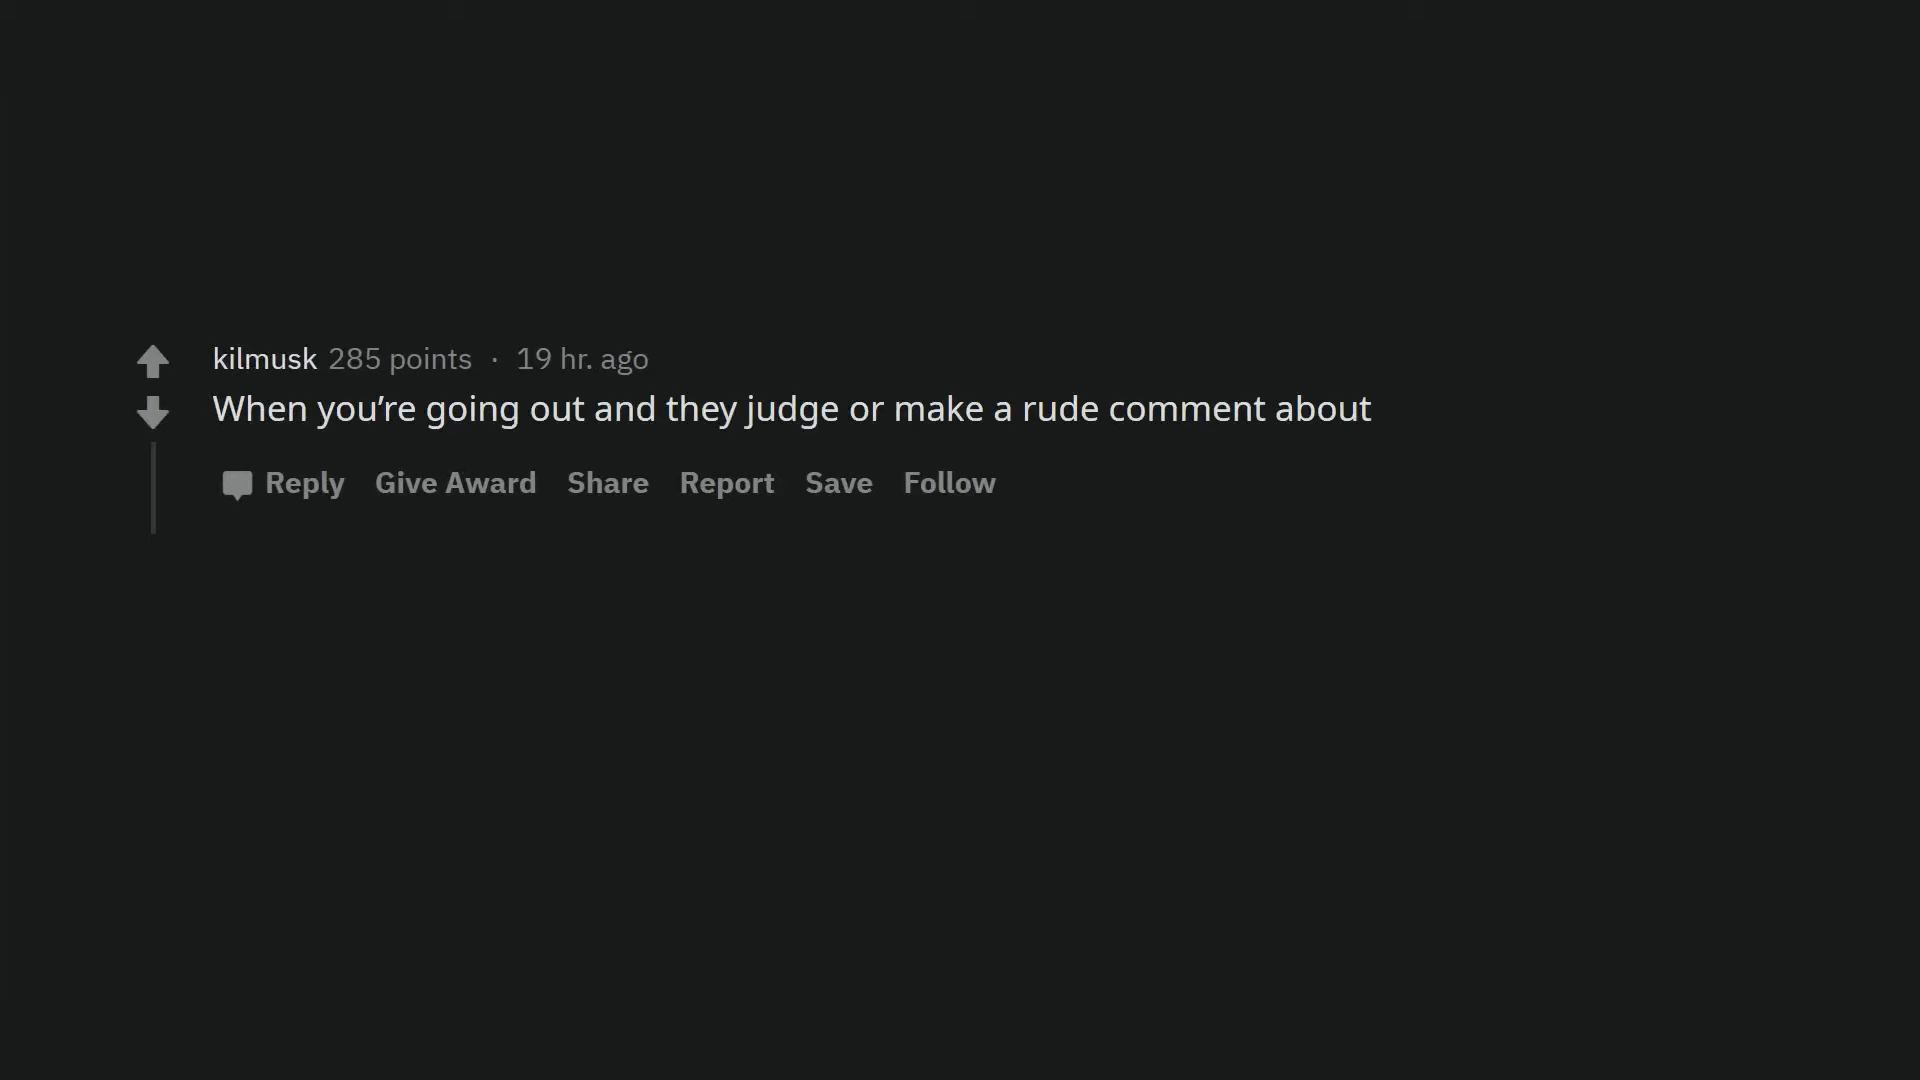 kilmusk 285 points · 19 hr. ago
When you’re going out and they judge or make a rude comment about
Reply Give Award Share Report Save Follow